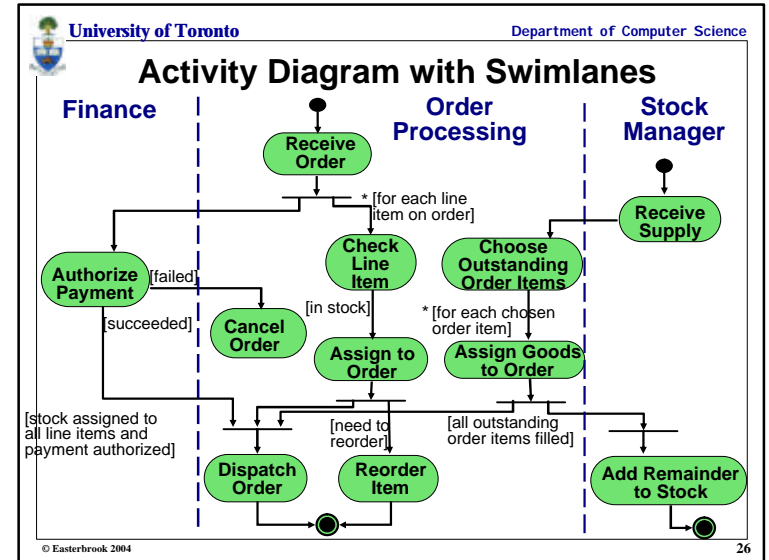 University of Toronto
Department of Computer Science
Activity Diagram with Swimlanes
Finance
Order
Processing
Stock
Manager
Receive
Order
* [for each line
item on order]
Receive
Supply
Check
Line
Item
Choose
Outstanding
Order Items
Authorize
Payment
[failed]
[succeeded]
Cancel
Order
[in stock]
* [for each chosen
order item]
Assign to
Order
Assign Goods
to Order
[stock assigned to
all line items and
payment authorized]
[need to
reorder]
[all outstanding
order items filled]
Dispatch
Order
Reorder
Item
Add Remainder
to Stock
© Easterbrook 2004
26